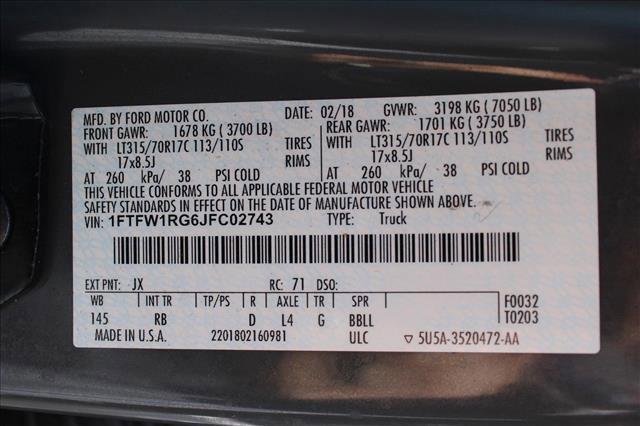 MFD. BY FORD MOTOR CO. DATE: 02/18 GVWR: 3198 KG ( 7050 LB)
FRONT GAWR: 1678 KG ( 3700 LB) REAR GAWR: 1701 KG ( 3750 LB)
WITH LT315/70R17C 113/110S TIRES WITH LT315/70R17C 113/110S TIRES
17x8.5J RIMS 17x8.5J RIMS
AT 260 kPa/ 38 PSI COLD AT 260 kPa/ 38 PSI COLD
THIS VEHICLE CONFORMS TO ALL APPLICABLE FEDERAL MOTOR VEHICLE
SAFETY STANDARDS IN EFFECT ON THE DATE OF MANUFACTURE SHOWN ABOVE.
VIN: 1FTFW1RG6JFC02743 TYPE: Truck
EXT PNT: JX RC: 71 DSO:
WB INT TR TP/PS R AXLE TR SPR F0032
145 RB D L4 G BBLL T0203
MADE IN U.S.A. 2201802160981 ULC ▽ 5U5A-3520472-AA